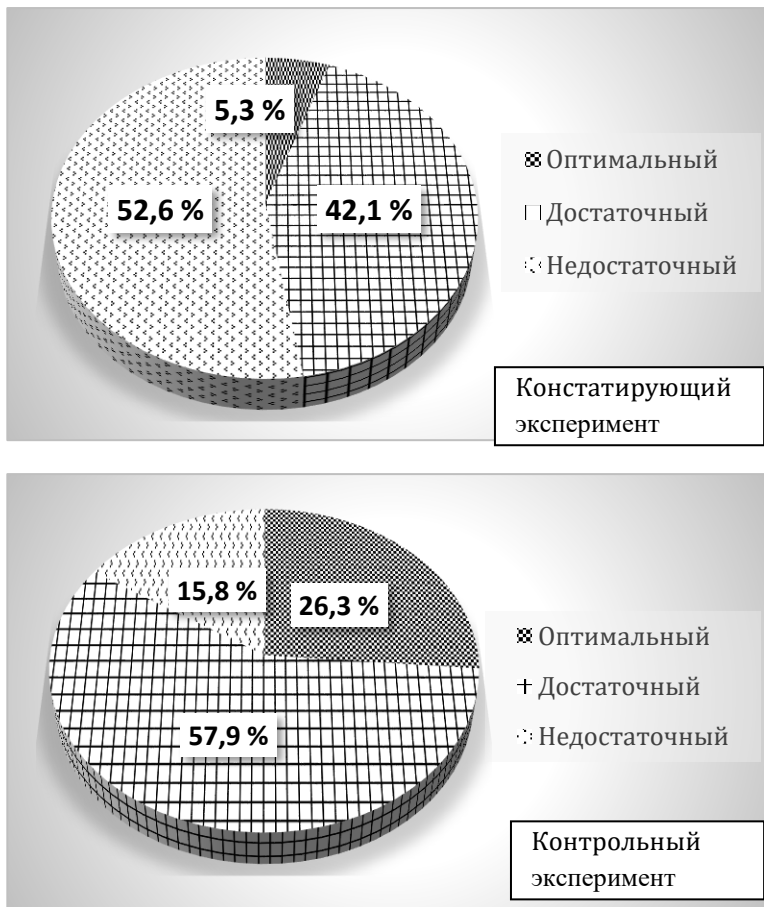 5,3 %
52,6 %
42,1 %
Оптимальный
Достаточный
Недостаточный
Констатирующий
эксперимент
15,8 %
26,3 %
57,9 %
Оптимальный
Достаточный
Недостаточный
Контрольный
эксперимент